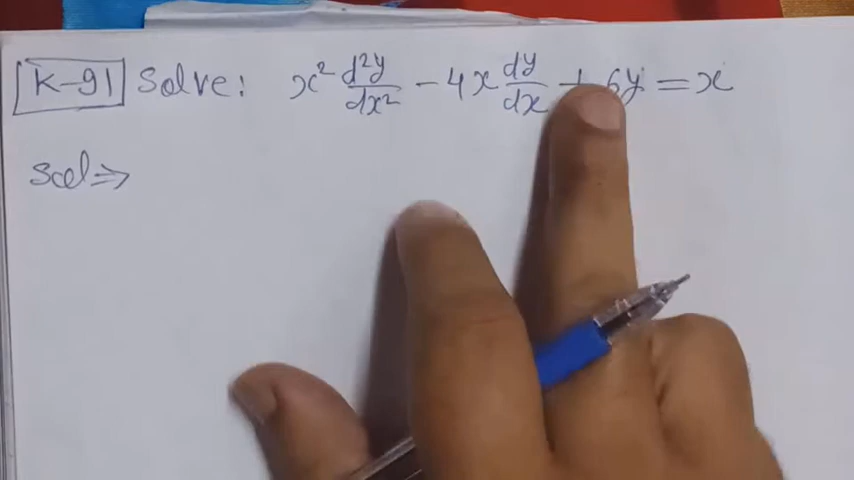 K-91 Solve: x² d²y/dx² - 4x dy/dx + 6y = x
Sol⇒